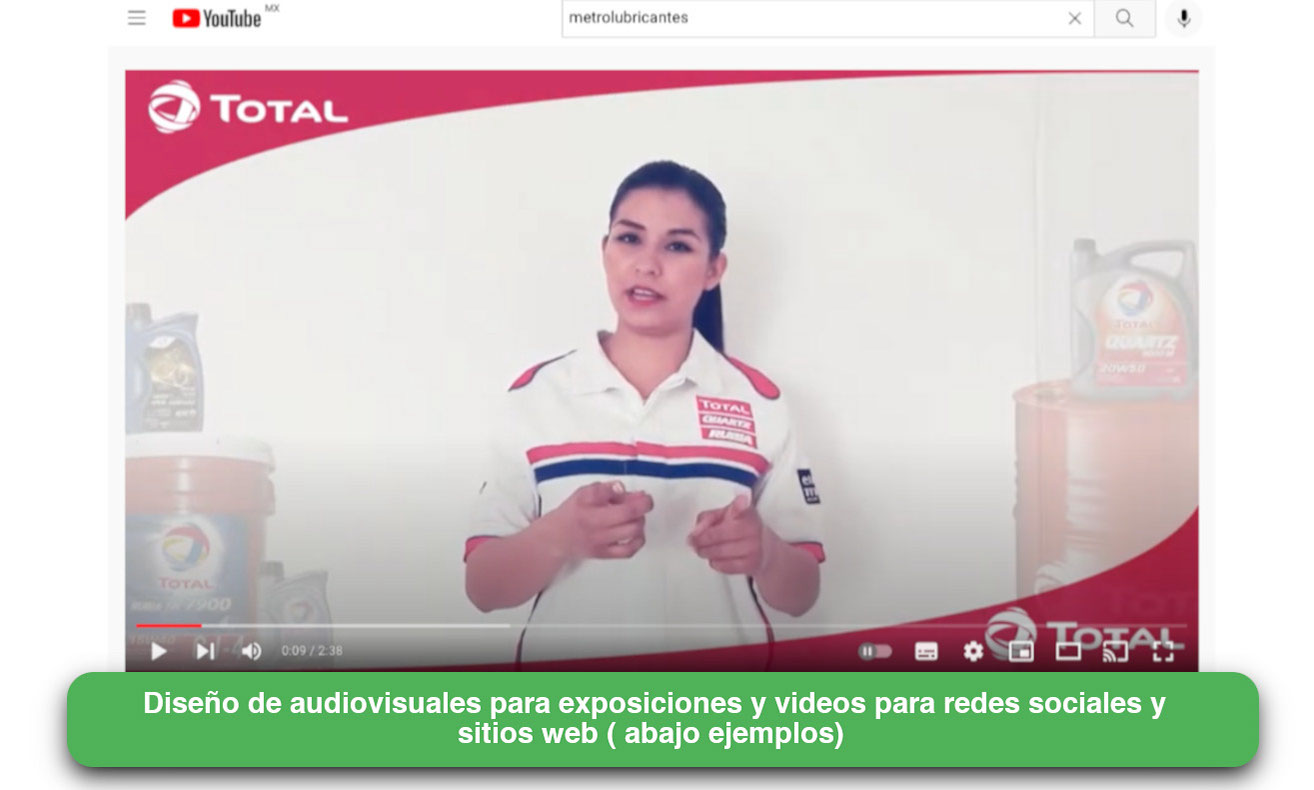 YouTube MX
metrolubricantes
TOTAL
TOTAL
QUARTZ
RUBIA
TOTAL
QUARTZ
20W50
TOTAL
RUBIA TIR 7900
15W40
TOTAL
0:09 / 2:38
Diseño de audiovisuales para exposiciones y videos para redes sociales y
sitios web ( abajo ejemplos)